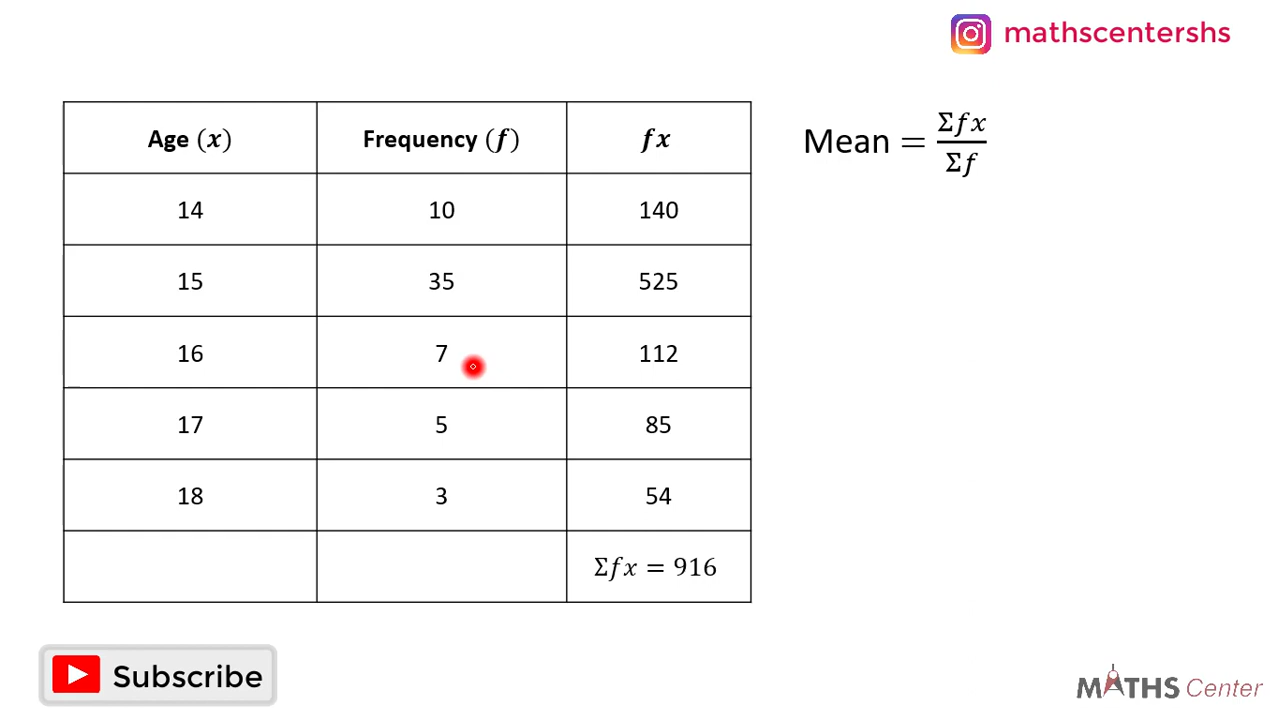 mathscentershs
Age (x) Frequency (f) fx
Mean = Σfx/Σf
14 10 140
15 35 525
16 7 112
17 5 85
18 3 54
Σfx = 916
Subscribe
MATHS Center